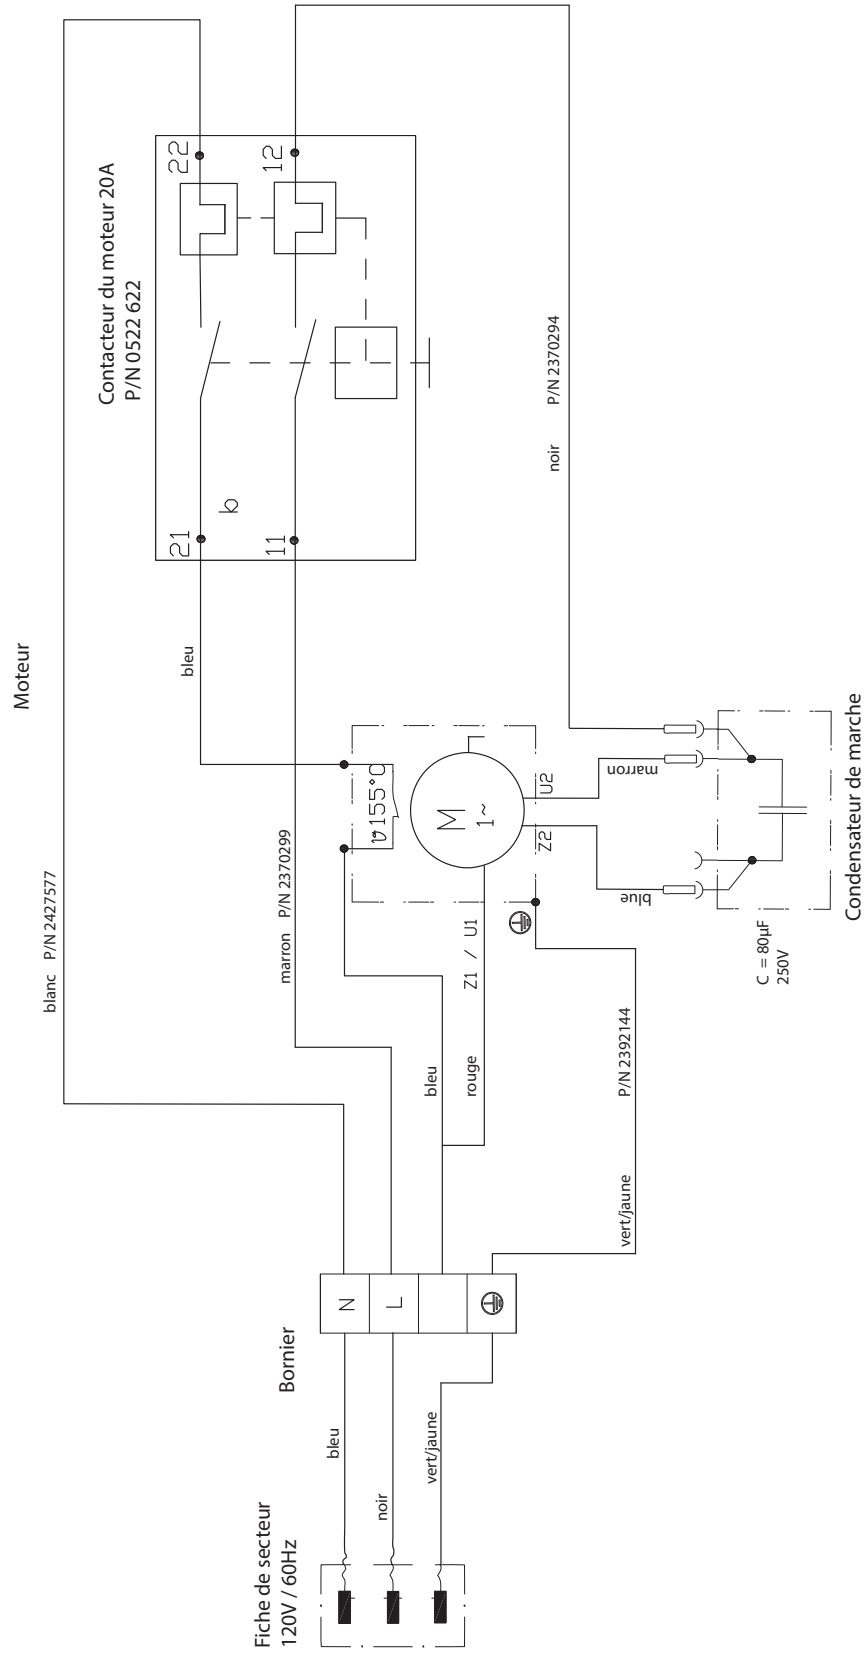 Moteur
Contacteur du moteur 20A
P/N 0522 622
blanc P/N 2427577
22
12
21
11
b
bleu
marron P/N 2370299
noir P/N 2370294
ϑ155°C
M
1~
U2
Z2
Z1 / U1
marron
blue
C = 80µF
250V
Condensateur de marche
bleu
rouge
vert/jaune P/N 2392144
Bornier
N
L
Fiche de secteur
120V / 60Hz
bleu
noir
vert/jaune